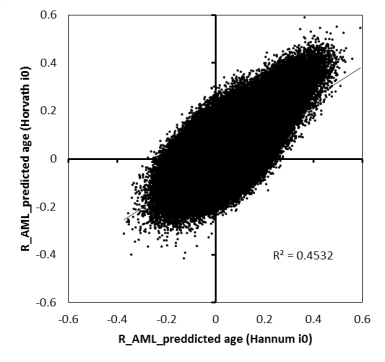 0.6
0.4
0.2
0
-0.2
-0.4
-0.6
R_AML_preddicted age (Horvath i0)
R² = 0.4532
-0.6 -0.4 -0.2 0 0.2 0.4 0.6
R_AML_preddicted age (Hannum i0)